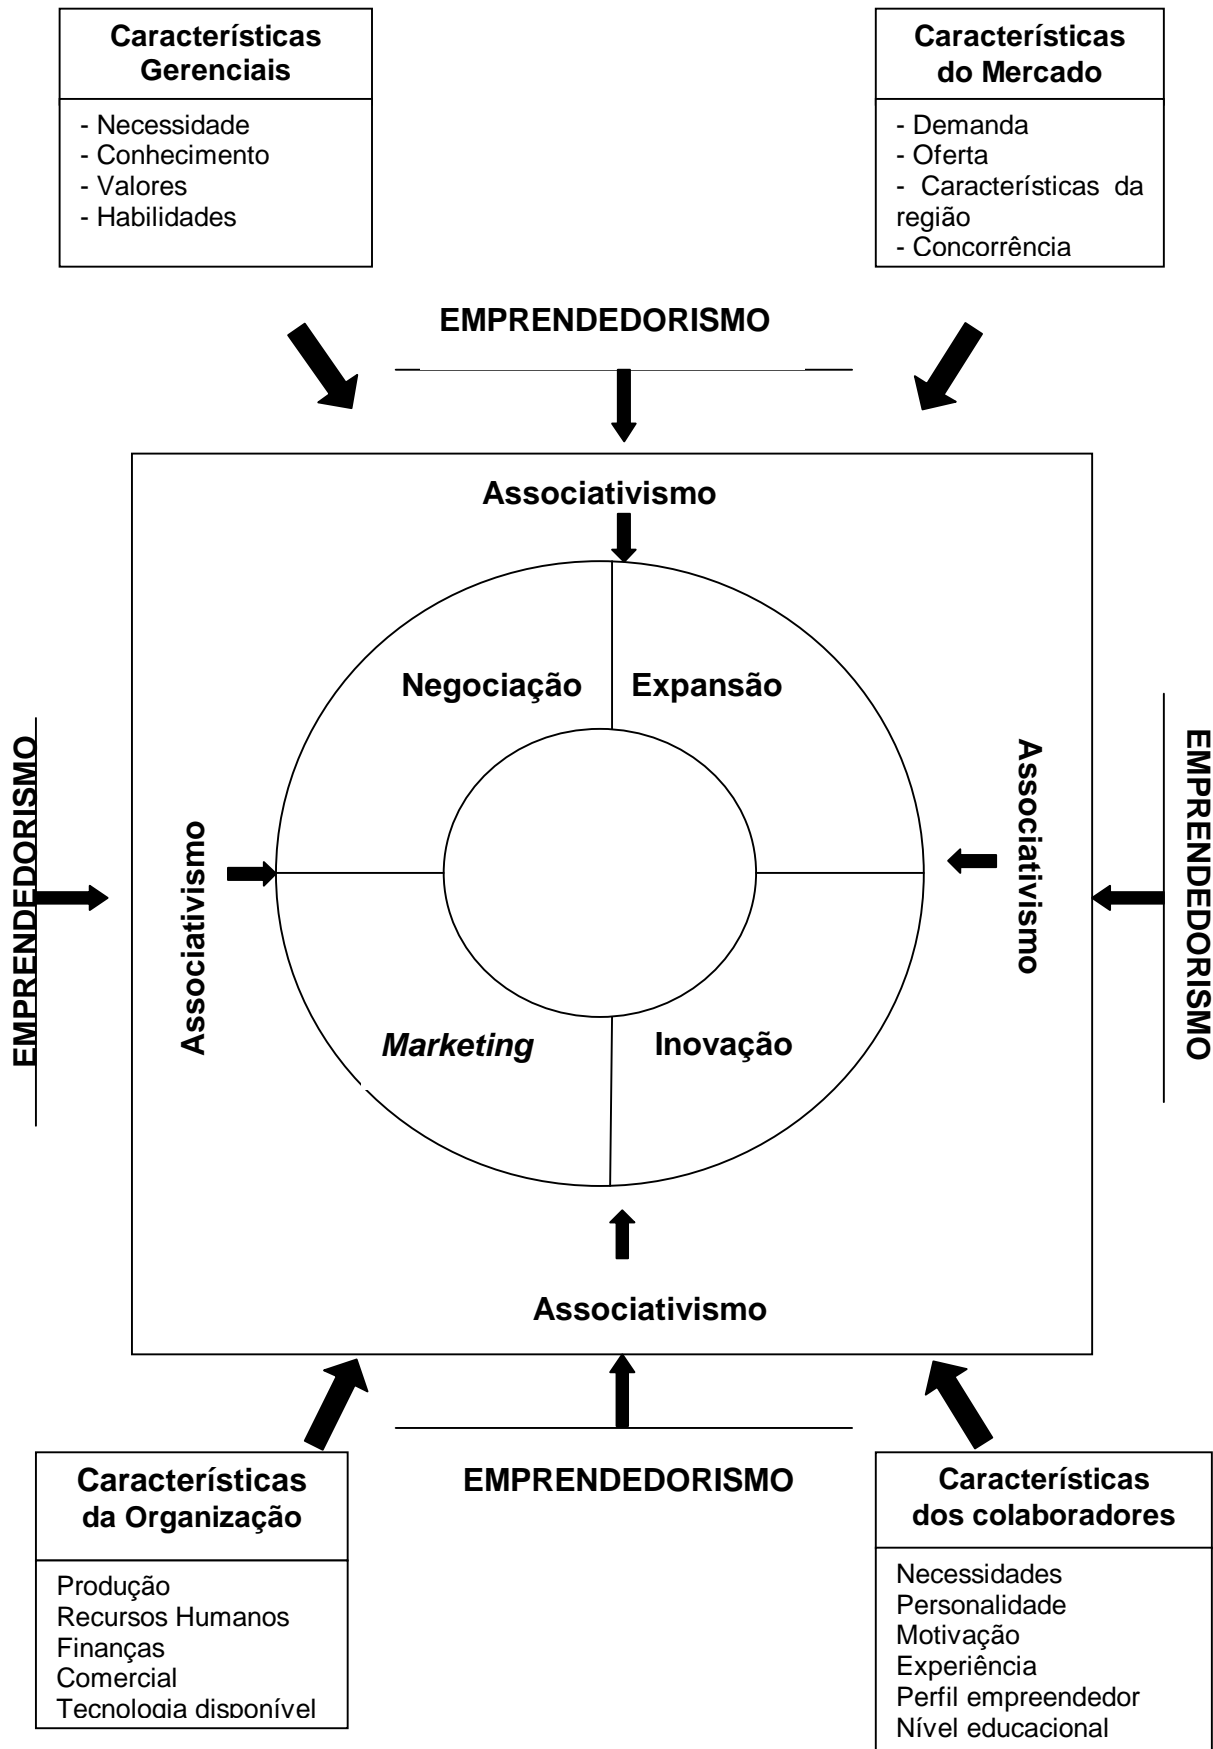 Características
Gerenciais
- Necessidade
- Conhecimento
- Valores
- Habilidades
Características
do Mercado
- Demanda
- Oferta
- Características da
região
- Concorrência
EMPRENDEDORISMO
Associativismo
Negociação
Expansão
EMPRENDEDORISMO
Associativismo
Associativismo
EMPRENDEDORISMO
Marketing
Inovação
Associativismo
EMPRENDEDORISMO
Características
da Organização
Produção
Recursos Humanos
Finanças
Comercial
Tecnologia disponível
Características
dos colaboradores
Necessidades
Personalidade
Motivação
Experiência
Perfil empreendedor
Nível educacional